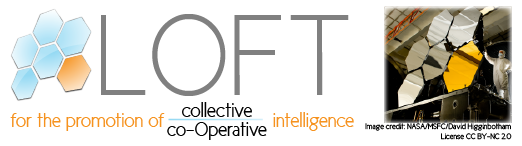 LOFT
for the promotion of collective co-Operative intelligence
Image credit: NASA/MSFC/David Higginbotham
License CC BY-NC 2.0